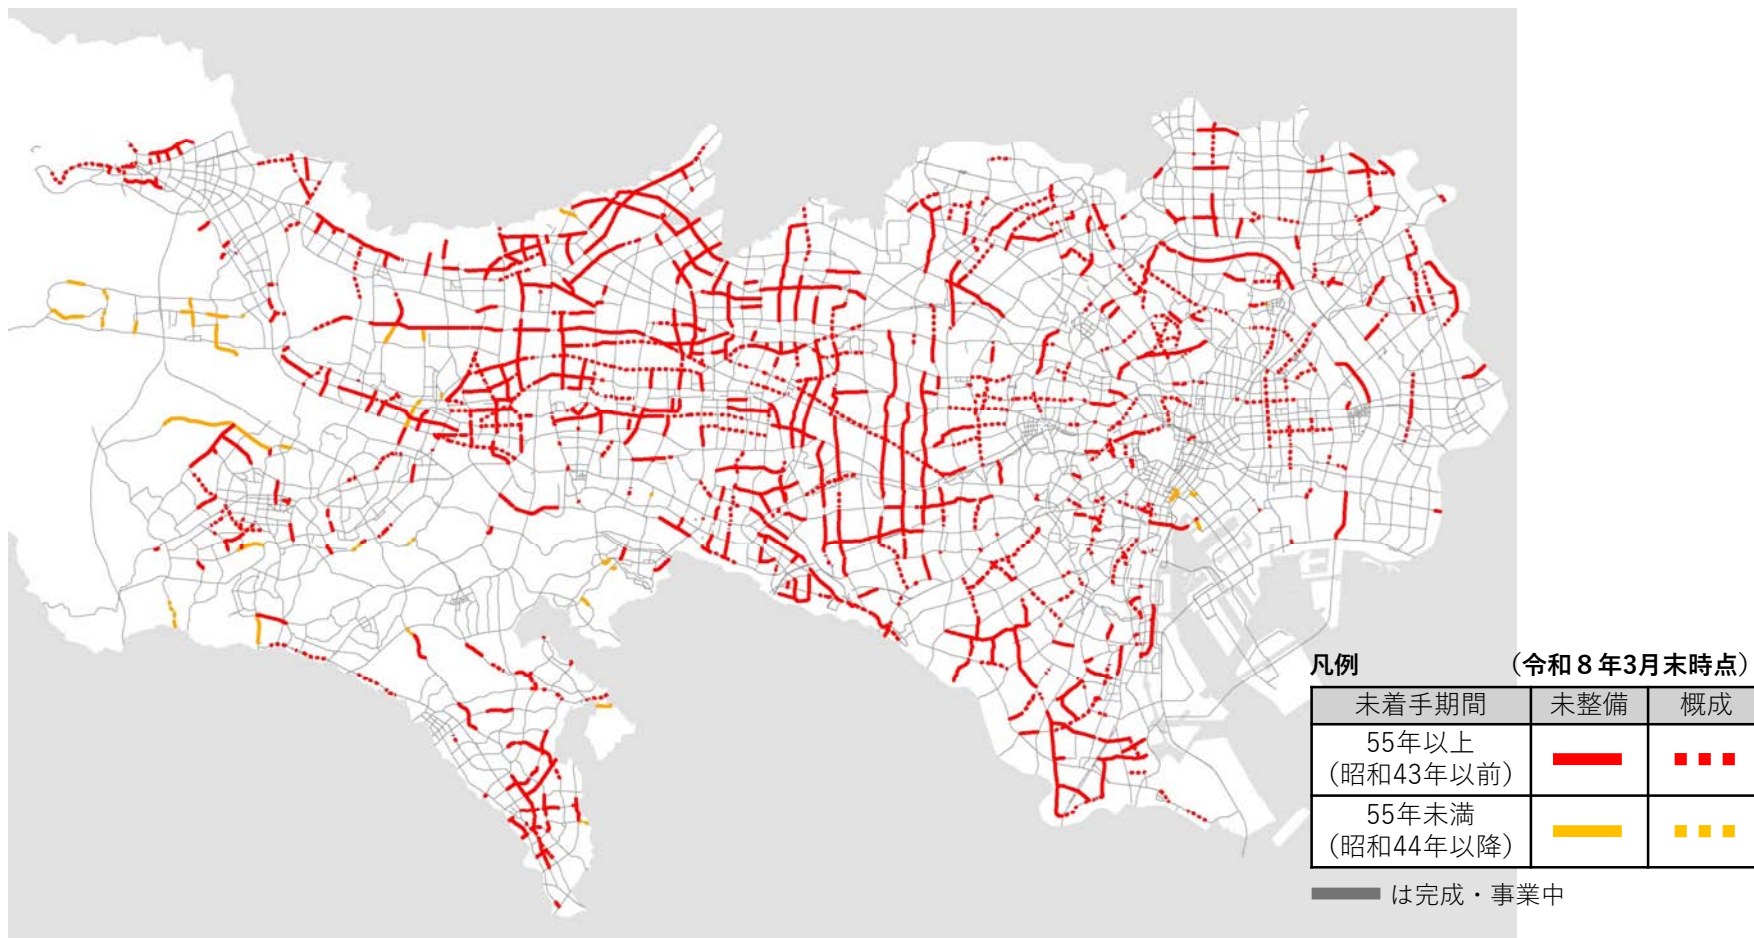 凡例 (令和8年3月末時点)
未着手期間 未整備 概成
55年以上
(昭和43年以前)
55年未満
(昭和44年以降)
は完成・事業中